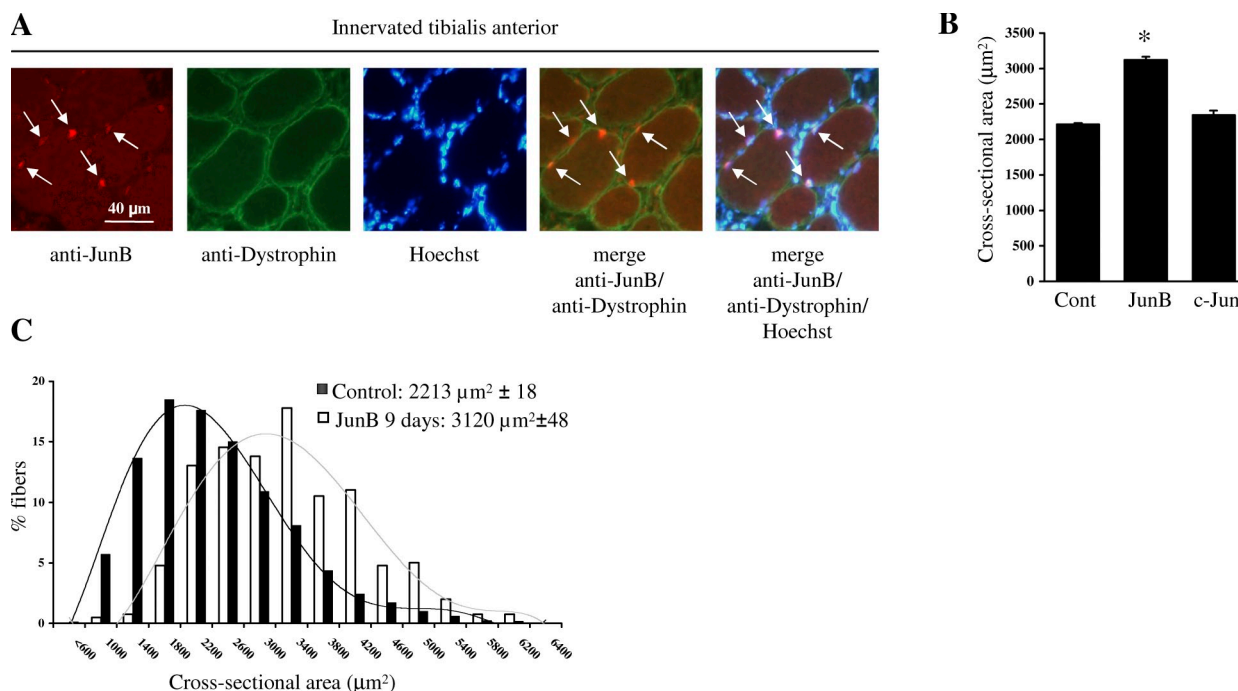 A
Innervated tibialis anterior
40 µm
anti-JunB
anti-Dystrophin
Hoechst
merge
anti-JunB/
anti-Dystrophin
merge
anti-JunB/
anti-Dystrophin/
Hoechst
B
Cross-sectional area (µm²)
3500
3000
2500
2000
1500
1000
500
0
*
Cont
JunB
c-Jun
C
% fibers
20
15
10
5
0
Control: 2213 µm² ± 18
JunB 9 days: 3120 µm²±48
<600
1000
1400
1800
2200
2600
3000
3400
3800
4200
4600
5000
5400
5800
6200
6400
Cross-sectional area (µm²)